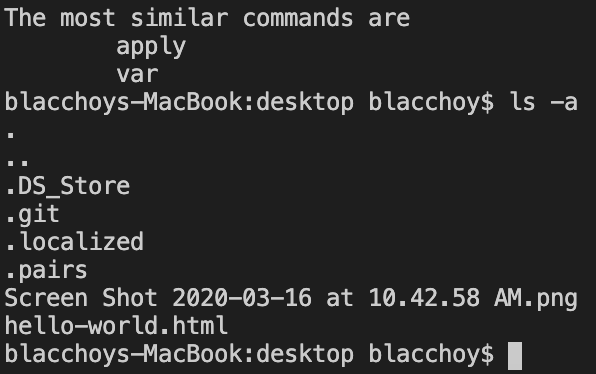 The most similar commands are
apply
var
blacchoys-MacBook:desktop blacchoy$ ls -a
.
..
.DS_Store
.git
.localized
.pairs
Screen Shot 2020-03-16 at 10.42.58 AM.png
hello-world.html
blacchoys-MacBook:desktop blacchoy$